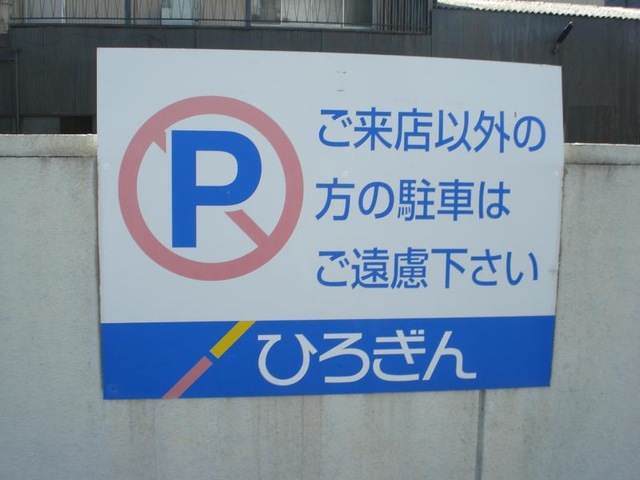 P
ご来店以外の
方の駐車は
ご遠慮下さい
ひろぎん